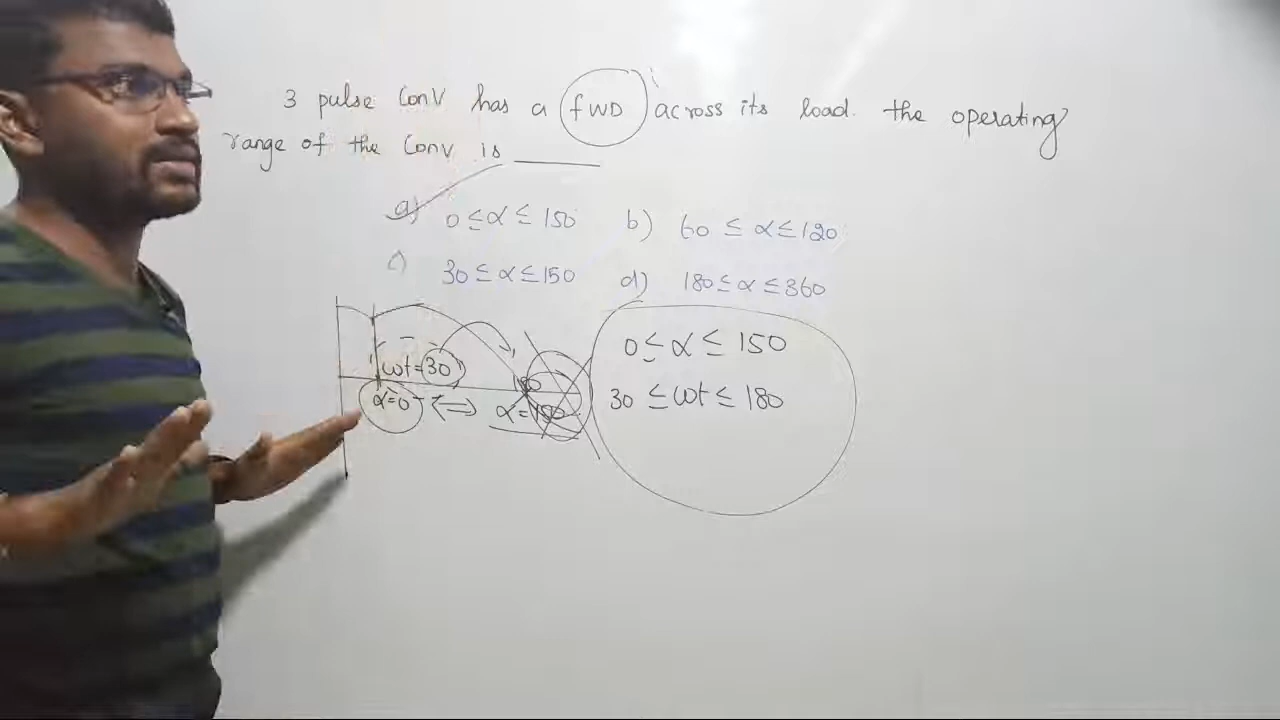 3 pulse Conv has a fWD across its load. the operating
range of the Conv is ______
a) 0≤α≤150 b) 60≤α≤120
c) 30≤α≤150 d) 180≤α≤360
0≤α≤150
ωt=30 180
30≤ωt≤180
α=0 ⇔ α=